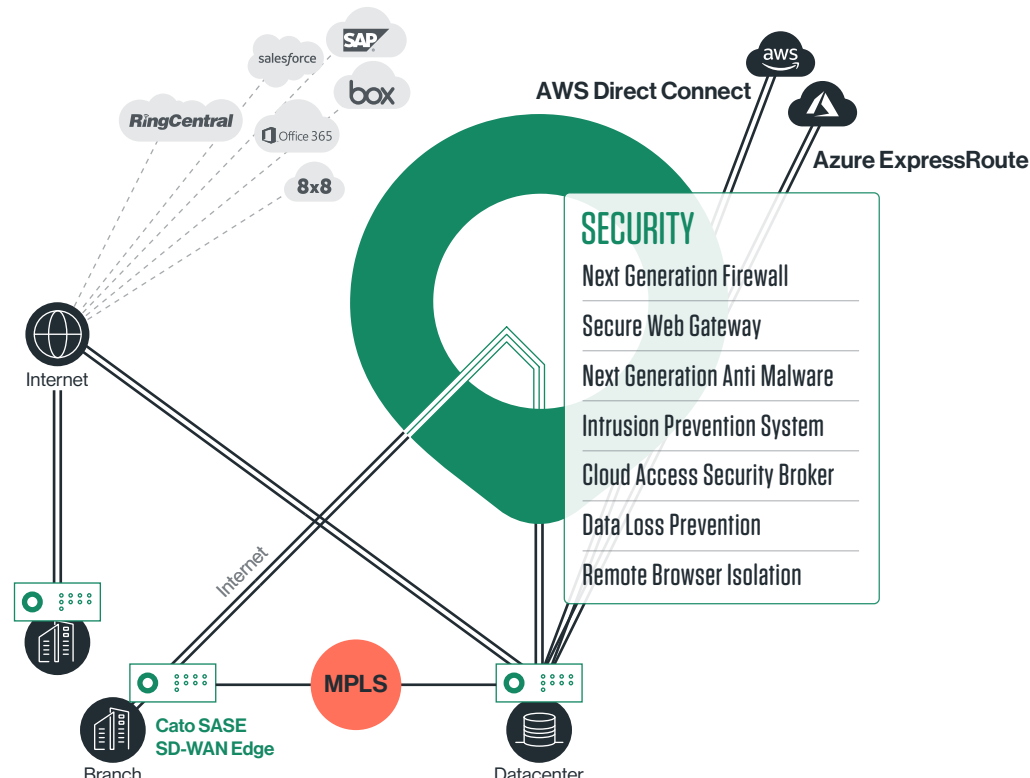 SAP
salesforce
aws
box
AWS Direct Connect
RingCentral
Office 365
Azure ExpressRoute
8x8
SECURITY
Next Generation Firewall
Secure Web Gateway
Next Generation Anti Malware
Intrusion Prevention System
Cloud Access Security Broker
Data Loss Prevention
Remote Browser Isolation
Internet
Internet
MPLS
Cato SASE
SD-WAN Edge
Branch
Datacenter